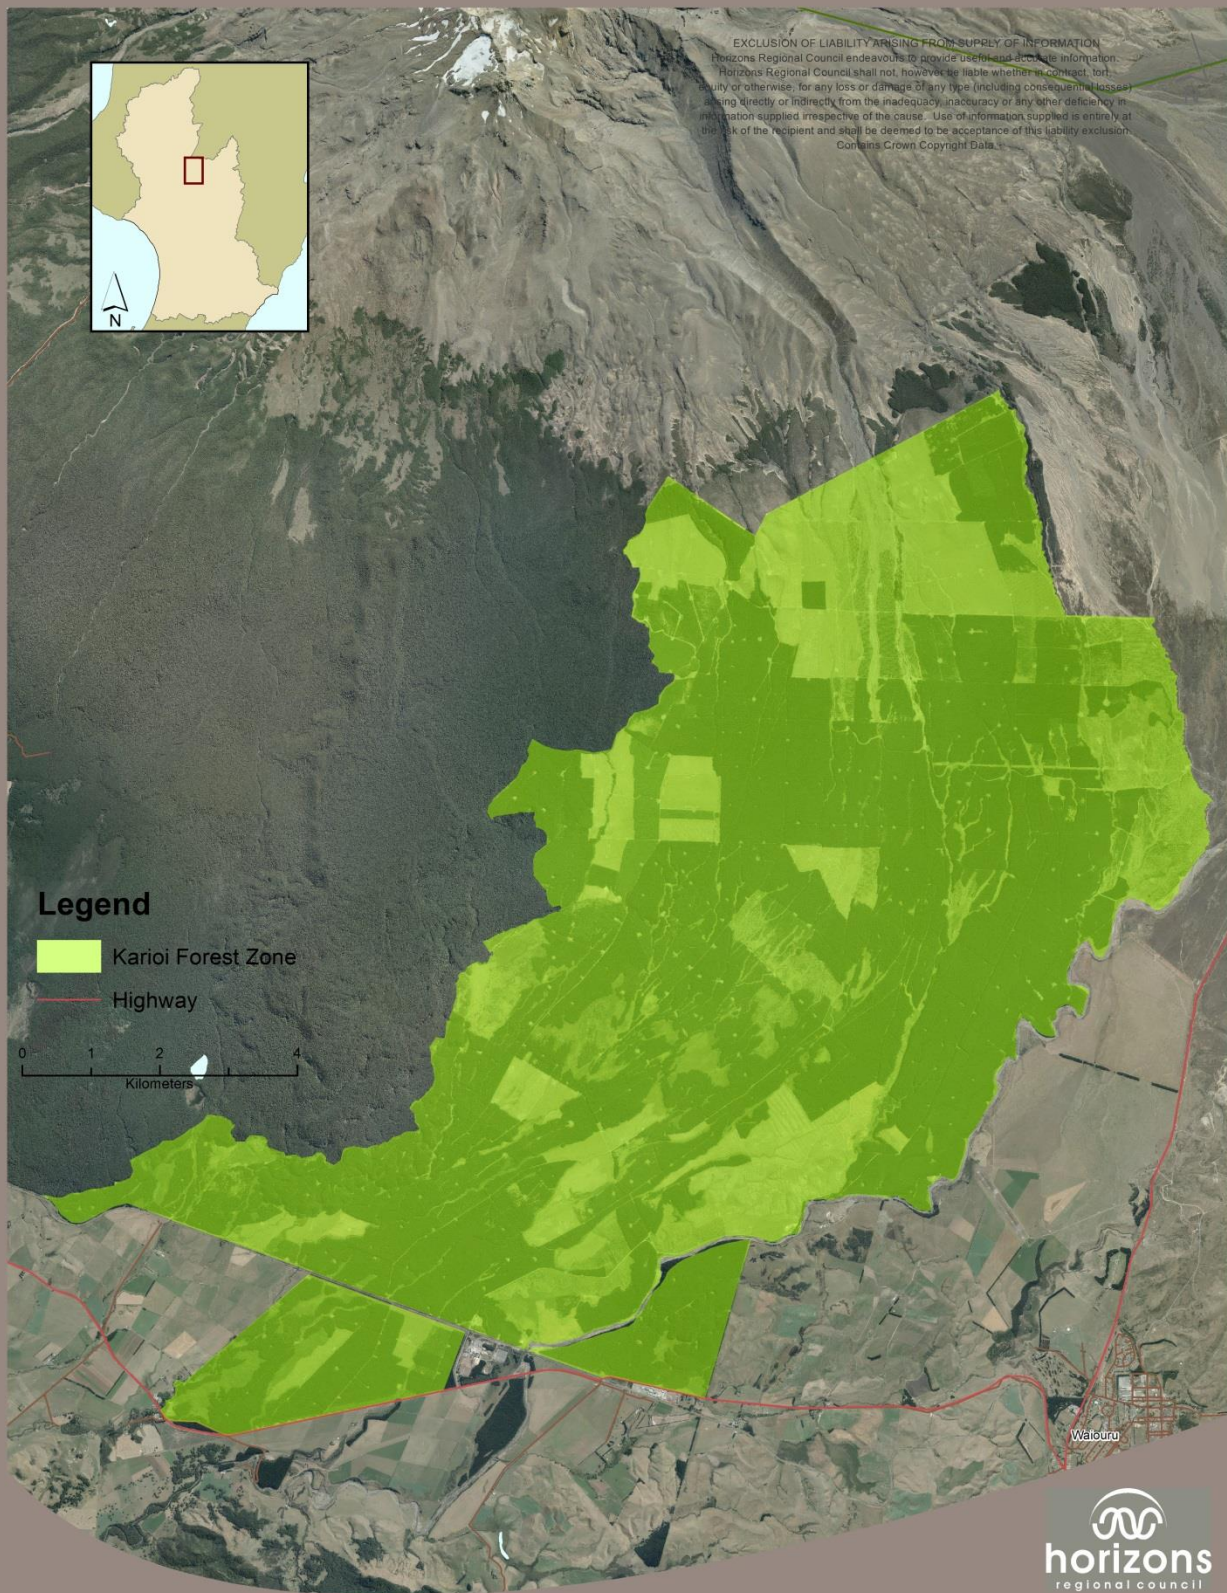 EXCLUSION OF LIABILITY ARISING FROM SUPPLY OF INFORMATION
Horizons Regional Council endeavours to provide useful and accurate information.
Horizons Regional Council shall not, however be liable whether in contract, tort,
equity or otherwise, for any loss or damage of any type (including consequential losses)
arising directly or indirectly from the inadequacy, inaccuracy or any other deficiency in
information supplied irrespective of the cause. Use of information supplied is entirely at
the risk of the recipient and shall be deemed to be acceptance of this liability exclusion.
Contains Crown Copyright Data.
N
Legend
Karioi Forest Zone
Highway
0 1 2 4
Kilometers
Waiouru
horizons
regional council